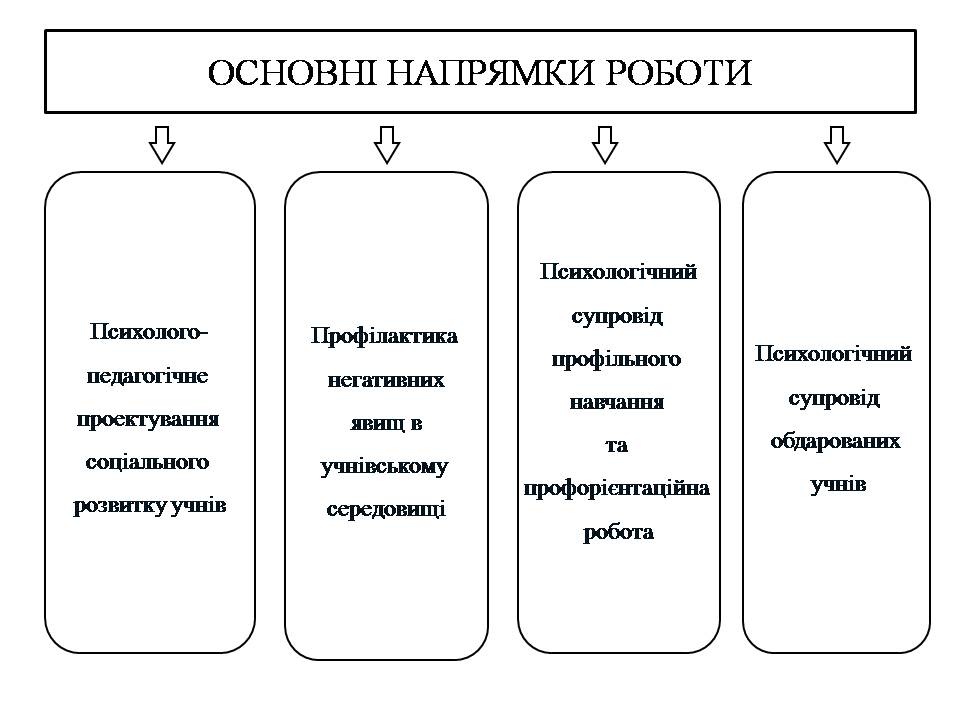 ОСНОВНІ НАПРЯМКИ РОБОТИ
Психолого-
педагогічне
проектування
соціального
розвитку учнів
Профілактика
негативних
явищ в
учнівському
середовищі
Психологічний
супровід
профільного
навчання
та
профорієнтаційна
робота
Психологічний
супровід
обдарованих
учнів